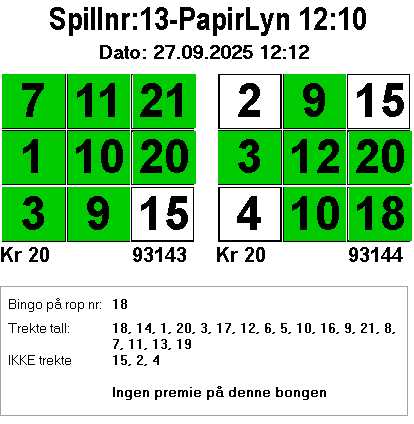 Spillnr:13-PapirLyn 12:10
Dato: 27.09.2025 12:12
7 11 21 2 9 15
1 10 20 3 12 20
3 9 15 4 10 18
Kr 20 93143 Kr 20 93144
Bingo på rop nr: 18
Trekte tall: 18, 14, 1, 20, 3, 17, 12, 6, 5, 10, 16, 9, 21, 8,
7, 11, 13, 19
IKKE trekte 15, 2, 4
Ingen premie på denne bongen